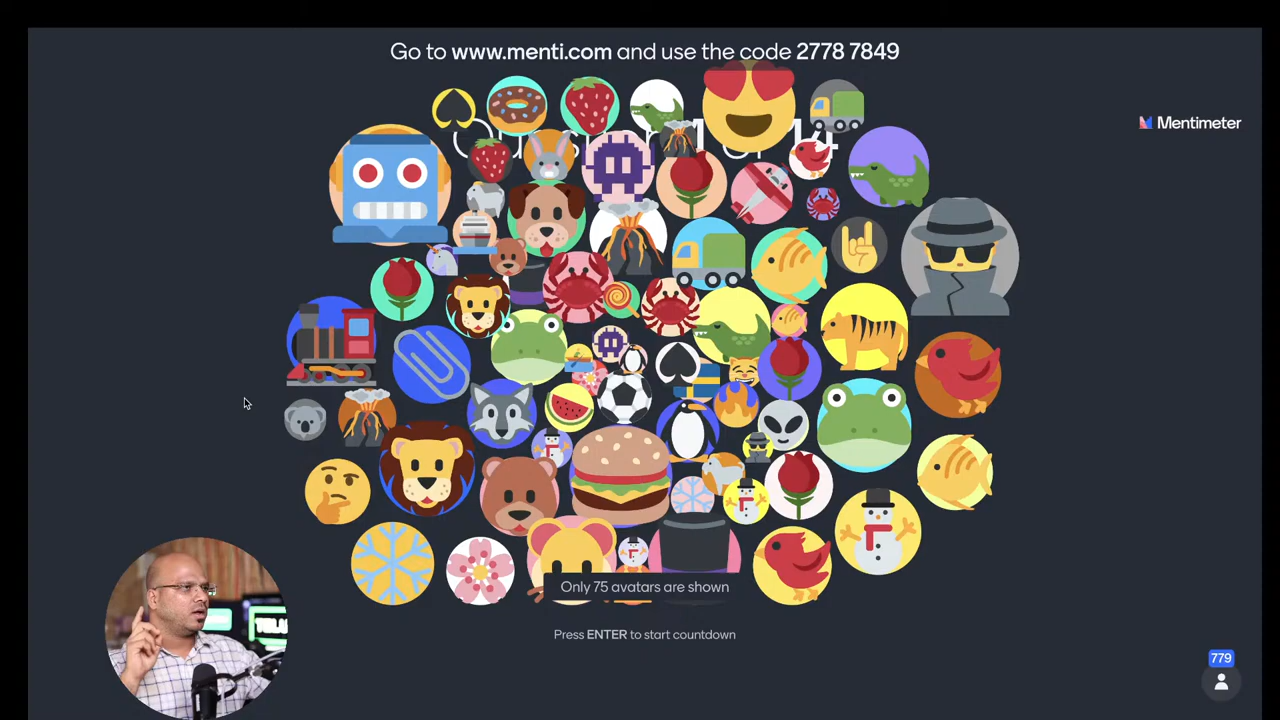 Go to www.menti.com and use the code 2778 7849
Mentimeter
Only 75 avatars are shown
Press ENTER to start countdown
779